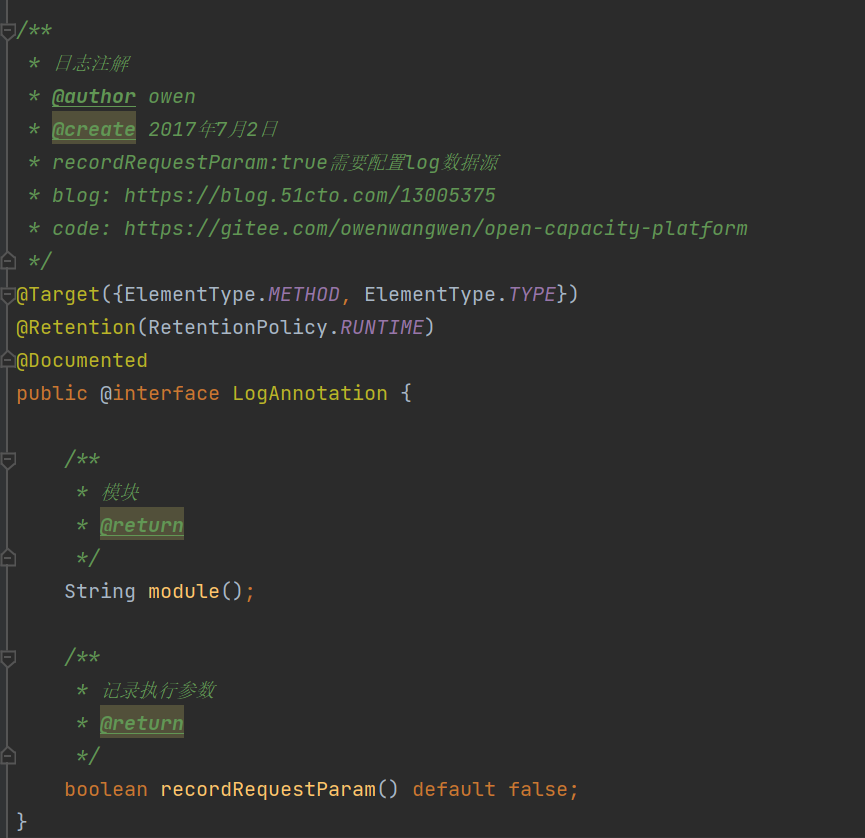 /**
 * 日志注解
 * @author owen
 * @create 2017年7月2日
 * recordRequestParam:true需要配置log数据源
 * blog: https://blog.51cto.com/13005375
 * code: https://gitee.com/owenwangwen/open-capacity-platform
 */
@Target({ElementType.METHOD, ElementType.TYPE})
@Retention(RetentionPolicy.RUNTIME)
@Documented
public @interface LogAnnotation {
    /**
     * 模块
     * @return
     */
    String module();
    /**
     * 记录执行参数
     * @return
     */
    boolean recordRequestParam() default false;
}